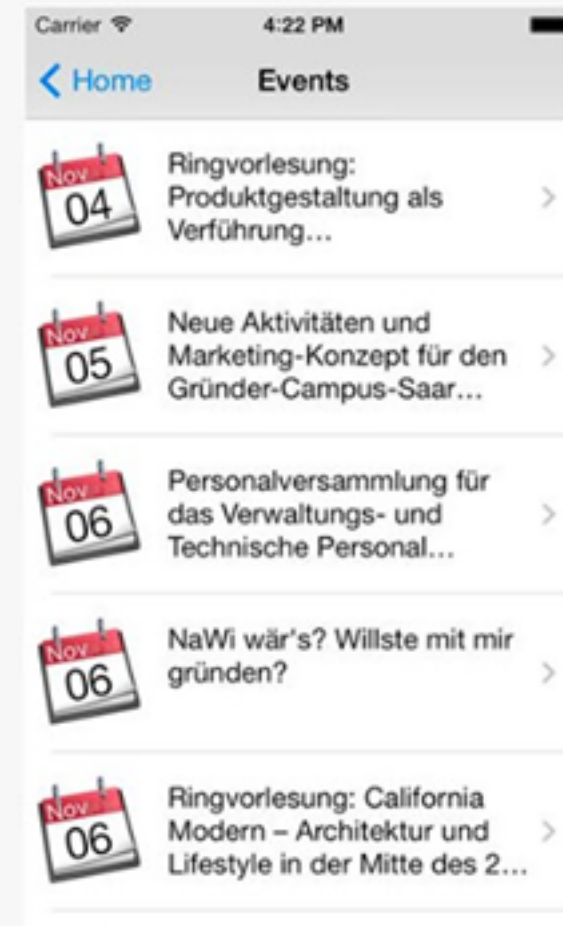 Carrier 4:22 PM
Home Events
Nov
04
Ringvorlesung:
Produktgestaltung als
Verführung...
Nov
05
Neue Aktivitäten und
Marketing-Konzept für den
Gründer-Campus-Saar...
Nov
06
Personalversammlung für
das Verwaltungs- und
Technische Personal...
Nov
06
NaWi wär's? Willste mit mir
gründen?
Nov
06
Ringvorlesung: California
Modern – Architektur und
Lifestyle in der Mitte des 2...